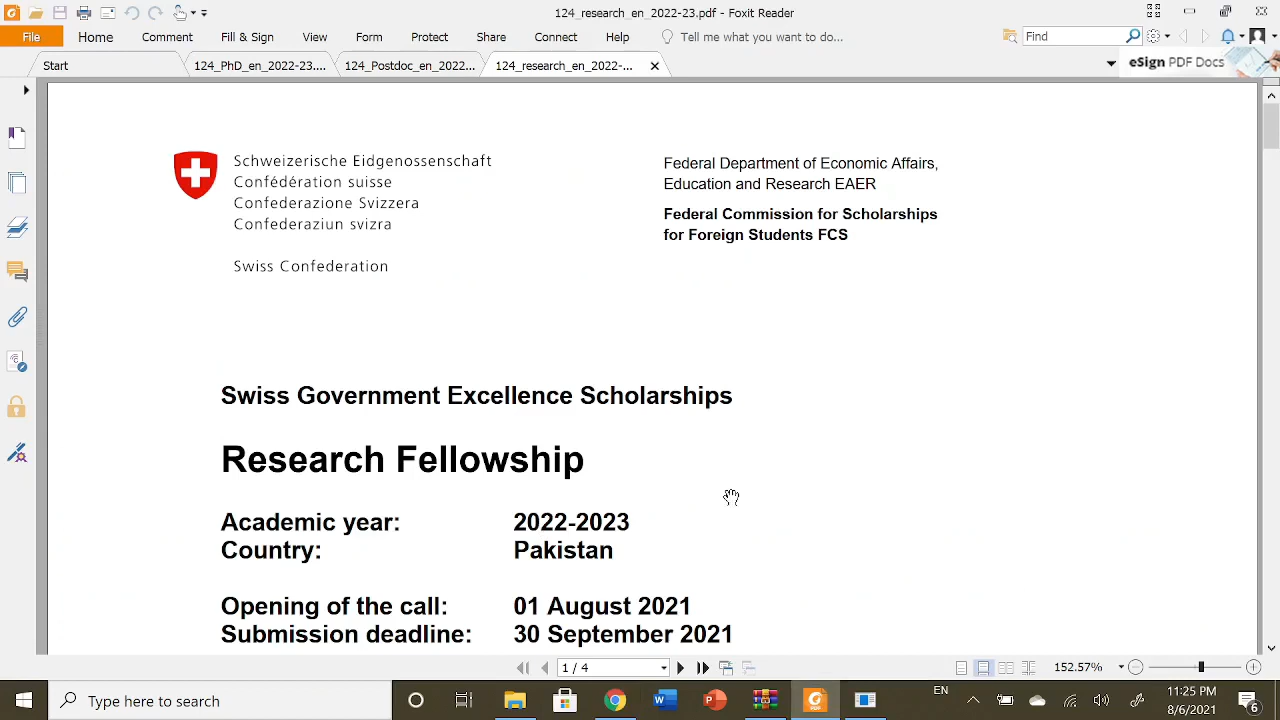 124_research_en_2022-23.pdf - Foxit Reader
File Home Comment Fill & Sign View Form Protect Share Connect Help Tell me what you want to do... Find
Start 124_PhD_en_2022-23.... 124_Postdoc_en_2022... 124_research_en_2022-... eSign PDF Docs
Schweizerische Eidgenossenschaft
Confédération suisse
Confederazione Svizzera
Confederaziun svizra
Swiss Confederation
Federal Department of Economic Affairs,
Education and Research EAER
Federal Commission for Scholarships
for Foreign Students FCS
Swiss Government Excellence Scholarships
Research Fellowship
Academic year: 2022-2023
Country: Pakistan
Opening of the call: 01 August 2021
Submission deadline: 30 September 2021
1 / 4 152.57%
Type here to search EN 11:25 PM
8/6/2021 6